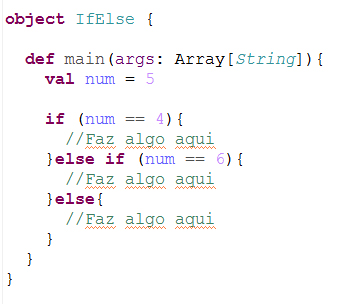 object IfElse {
def main(args: Array[String]){
val num = 5
if (num == 4){
//Faz algo aqui
}else if (num == 6){
//Faz algo aqui
}else{
//Faz algo aqui
}
}
}